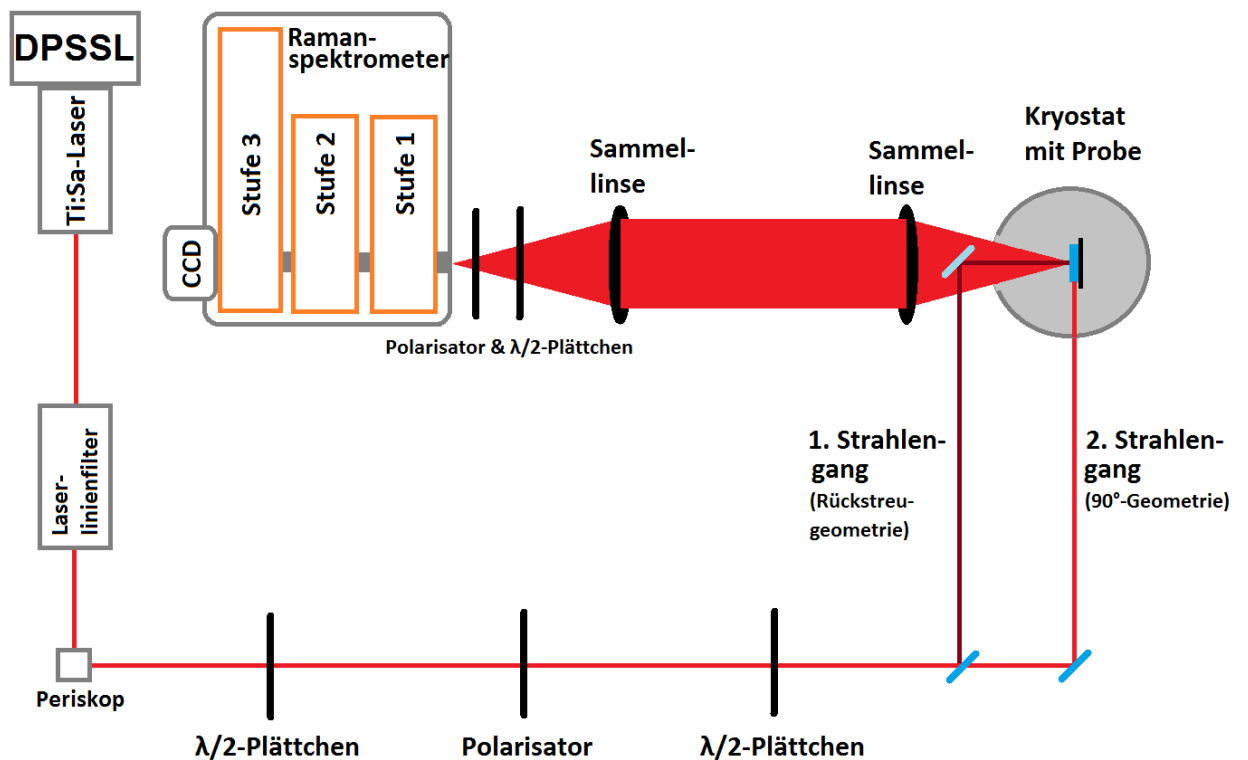 DPSSL
Ti:Sa-Laser
Laser-
linienfilter
Periskop
Raman-
spektrometer
Stufe 3
Stufe 2
Stufe 1
CCD
Polarisator & λ/2-Plättchen
Sammel-
linse
Sammel-
linse
Kryostat
mit Probe
1. Strahlen-
gang
(Rückstreu-
geometrie)
2. Strahlen-
gang
(90°-Geometrie)
λ/2-Plättchen
Polarisator
λ/2-Plättchen